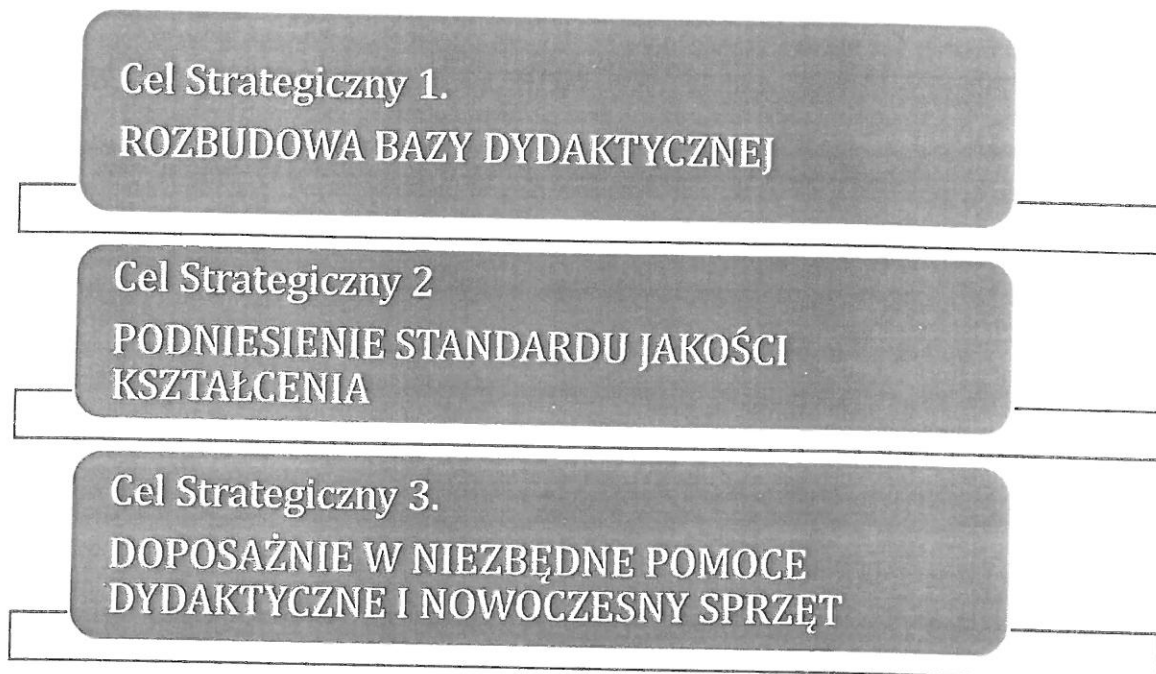 Cel Strategiczny 1.
ROZBUDOWA BAZY DYDAKTYCZNEJ
Cel Strategiczny 2
PODNIESIENIE STANDARDU JAKOŚCI
KSZTAŁCENIA
Cel Strategiczny 3.
DOPOSAŻNIE W NIEZBĘDNE POMOCE
DYDAKTYCZNE I NOWOCZESNY SPRZĘT